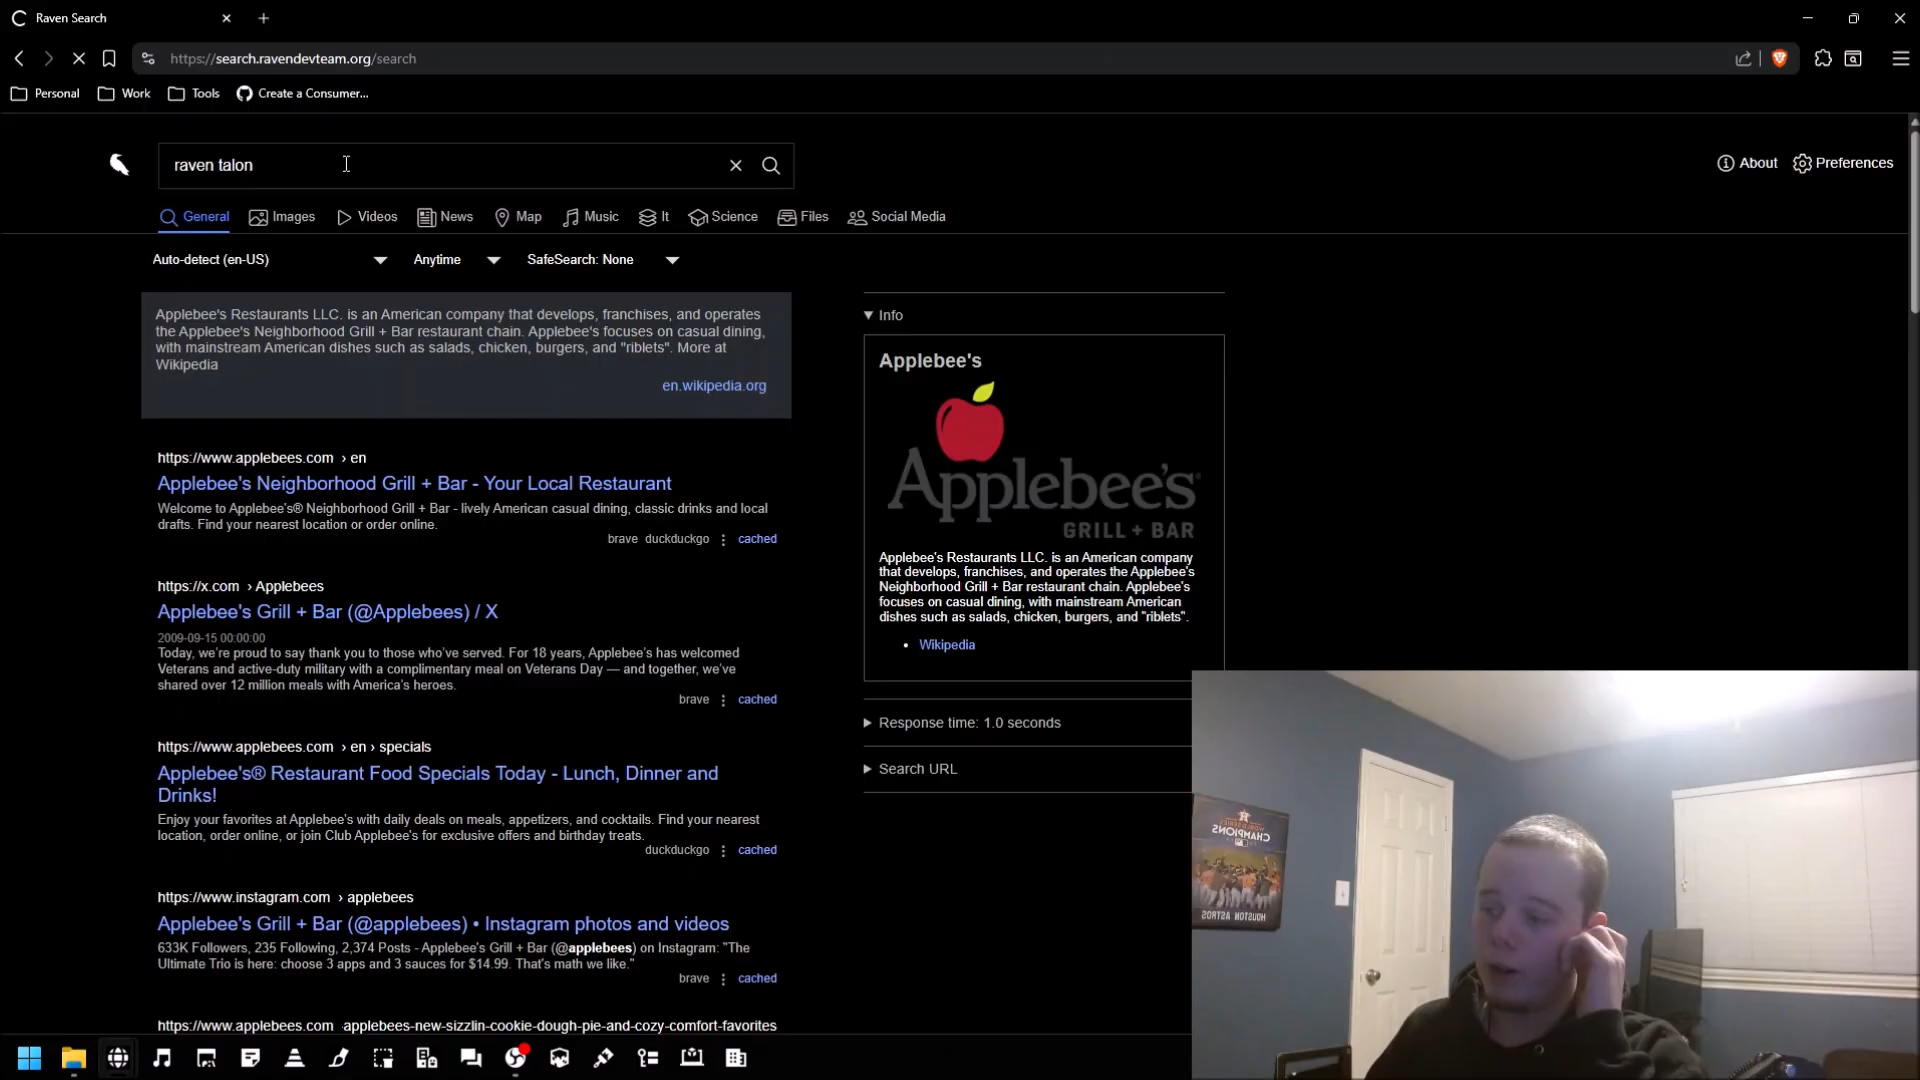 Raven Search
https://search.ravendevteam.org/search
Personal
Work
Tools
Create a Consumer...
raven talon
About
Preferences
General
Images
Videos
News
Map
Music
It
Science
Files
Social Media
Auto-detect (en-US)
Anytime
SafeSearch: None
Applebee's Restaurants LLC. is an American company that develops, franchises, and operates
the Applebee's Neighborhood Grill + Bar restaurant chain. Applebee's focuses on casual dining,
with mainstream American dishes such as salads, chicken, burgers, and "riblets". More at
Wikipedia
en.wikipedia.org
https://www.applebees.com › en
Applebee's Neighborhood Grill + Bar - Your Local Restaurant
Welcome to Applebee's® Neighborhood Grill + Bar - lively American casual dining, classic drinks and local
drafts. Find your nearest location or order online.
brave duckduckgo cached
https://x.com › Applebees
Applebee's Grill + Bar (@Applebees) / X
2009-09-15 00:00:00
Today, we're proud to say thank you to those who've served. For 18 years, Applebee's has welcomed
Veterans and active-duty military with a complimentary meal on Veterans Day — and together, we've
shared over 12 million meals with America's heroes.
brave cached
https://www.applebees.com › en › specials
Applebee's® Restaurant Food Specials Today - Lunch, Dinner and
Drinks!
Enjoy your favorites at Applebee's with daily deals on meals, appetizers, and cocktails. Find your nearest
location, order online, or join Club Applebee's for exclusive offers and birthday treats.
duckduckgo cached
https://www.instagram.com › applebees
Applebee's Grill + Bar (@applebees) • Instagram photos and videos
633K Followers, 235 Following, 2,374 Posts - Applebee's Grill + Bar (@applebees) on Instagram: "The
Ultimate Trio is here: choose 3 apps and 3 sauces for $14.99. That's math we like."
brave cached
https://www.applebees.com applebees-new-sizzlin-cookie-dough-pie-and-cozy-comfort-favorites
Info
Applebee's
Applebee's
GRILL + BAR
Applebee's Restaurants LLC. is an American company
that develops, franchises, and operates the Applebee's
Neighborhood Grill + Bar restaurant chain. Applebee's
focuses on casual dining, with mainstream American
dishes such as salads, chicken, burgers, and "riblets".
Wikipedia
Response time: 1.0 seconds
Search URL
WORLD SERIES
CHAMPIONS
HOUSTON ASTROS